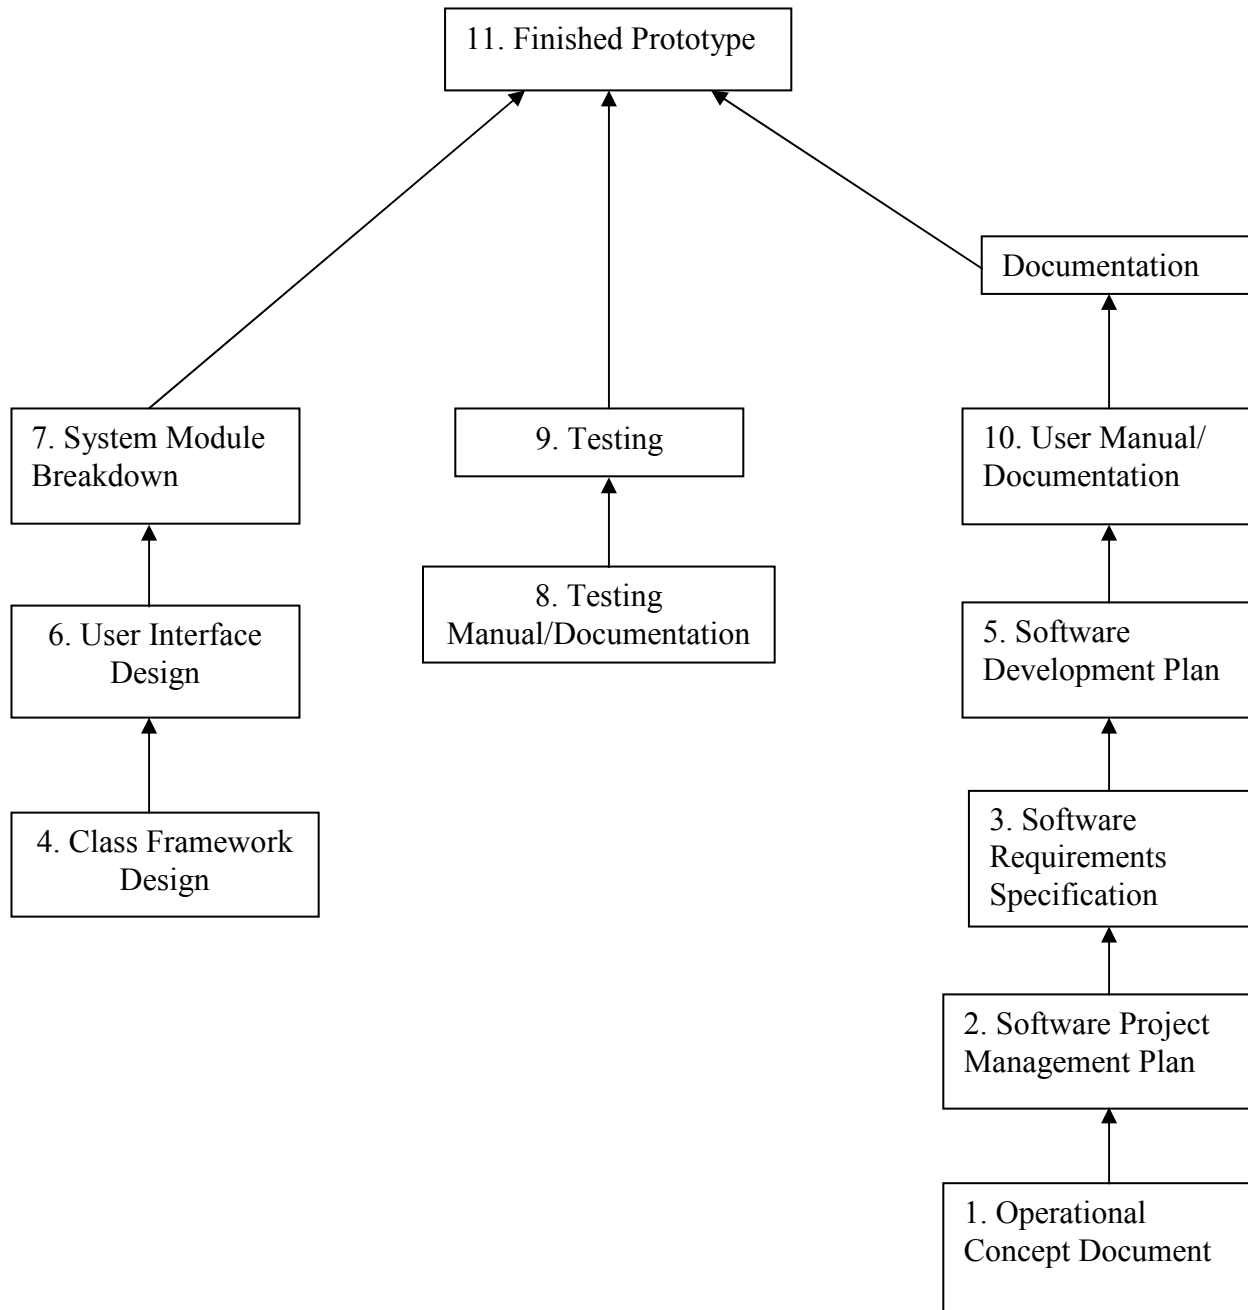 11. Finished Prototype
Documentation
7. System Module
Breakdown
9. Testing
10. User Manual/
Documentation
8. Testing
Manual/Documentation
6. User Interface
Design
5. Software
Development Plan
4. Class Framework
Design
3. Software
Requirements
Specification
2. Software Project
Management Plan
1. Operational
Concept Document